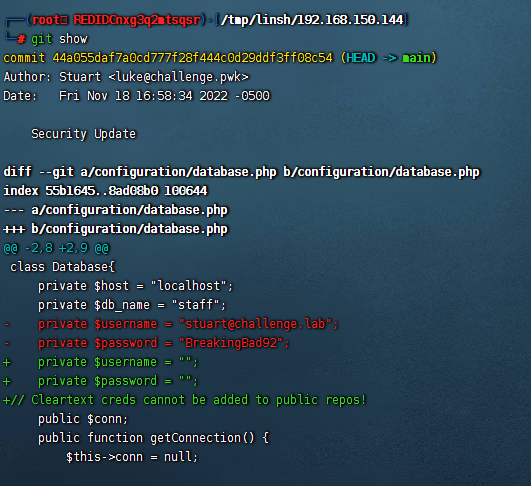 (root㉿ REDIDCnxg3q2mtsqsr)-[/tmp/linsh/192.168.150.144]
# git show
commit 44a055daf7a0cd777f28f444c0d29ddf3ff08c54 (HEAD -> main)
Author: Stuart <luke@challenge.pwk>
Date:   Fri Nov 18 16:58:34 2022 -0500
    Security Update
diff --git a/configuration/database.php b/configuration/database.php
index 55b1645..8ad08b0 100644
--- a/configuration/database.php
+++ b/configuration/database.php
@@ -2,8 +2,9 @@
 class Database{
     private $host = "localhost";
     private $db_name = "staff";
-    private $username = "stuart@challenge.lab";
-    private $password = "BreakingBad92";
+    private $username = "";
+    private $password = "";
+// Cleartext creds cannot be added to public repos!
     public $conn;
     public function getConnection() {
         $this->conn = null;